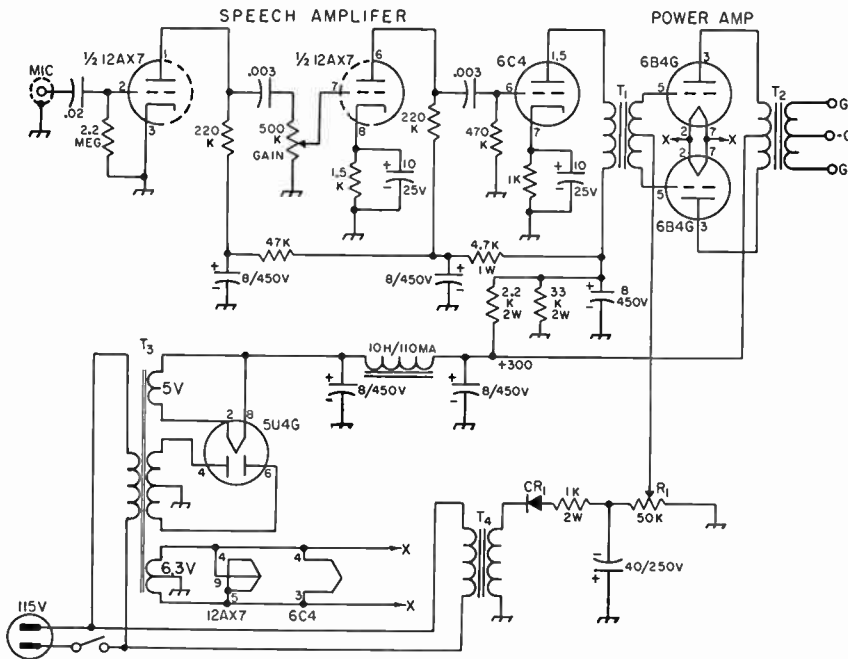 SPEECH AMPLIFER
POWER AMP
MIC
.02
2.2
MEG
½ 12AX7
1
2
3
220
K
.003
500
K
GAIN
½ 12AX7
6
7
8
1.5
K
+
10
-
25V
220
K
.003
470
K
6C4
1,5
6
7
1K
+
10
-
25V
T1
6B4G
3
5
2
7
X
X
2
7
5
6B4G
3
T2
G
-C
G
47K
4.7K
1W
+
8/450V
-
+
8/450V
-
2.2
K
2W
33
K
2W
+
8
-
450V
T3
5V
2
8
5U4G
4
6
10H/110MA
+
8/450V
-
+
8/450V
-
+300
6.3V
4
9
5
12AX7
4
3
6C4
X
X
T4
CR1
1K
2W
R1
50K
-
40/250V
+
115V